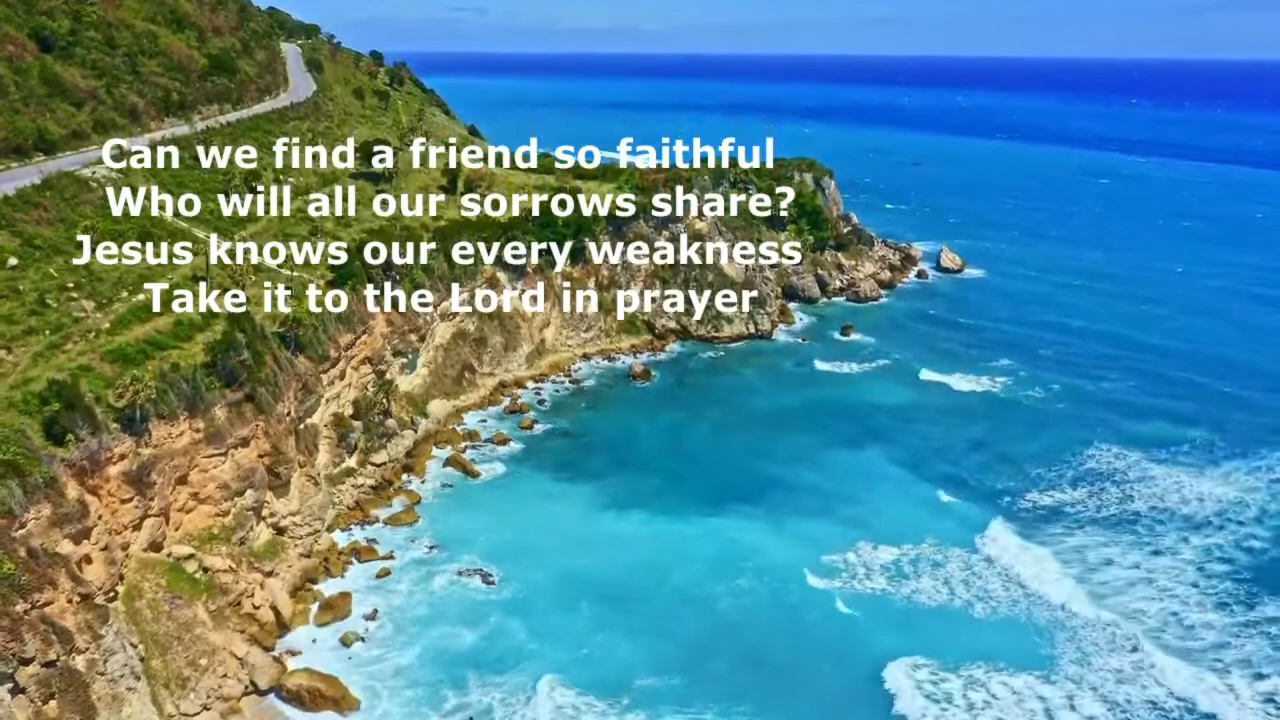 Can we find a friend so faithful
Who will all our sorrows share?
Jesus knows our every weakness
Take it to the Lord in prayer